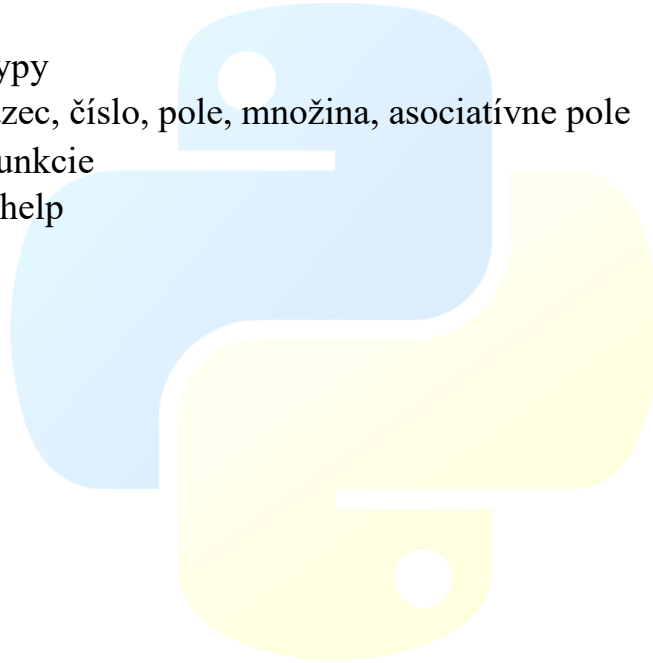 ypy
zec, číslo, pole, množina, asociatívne pole
unkcie
help